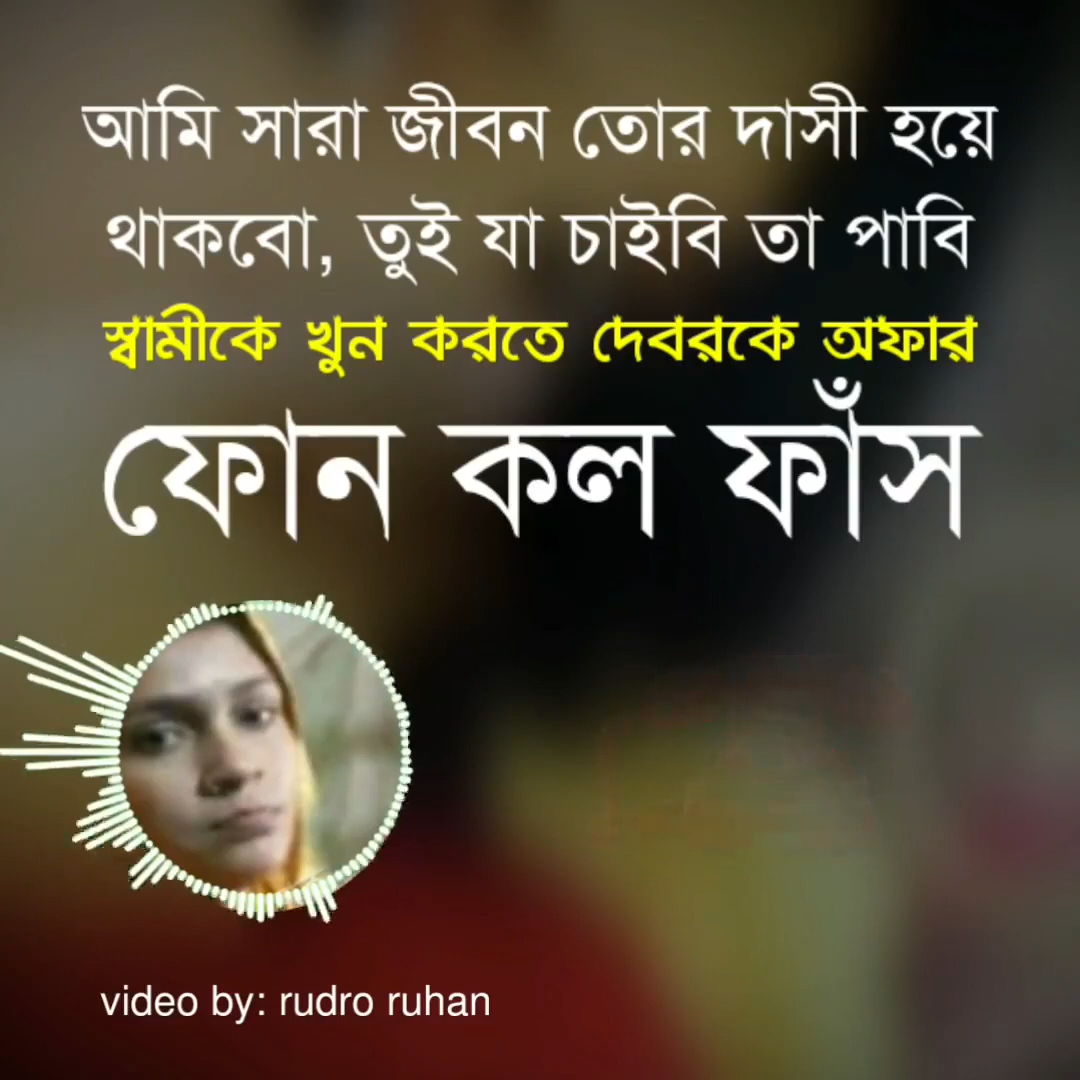 আমি সারা জীবন তোর দাসী হয়ে
থাকবো, তুই যা চাইবি তা পাবি
স্বামীকে খুন করতে দেবরকে অফার
ফোন কল ফাঁস
video by: rudro ruhan